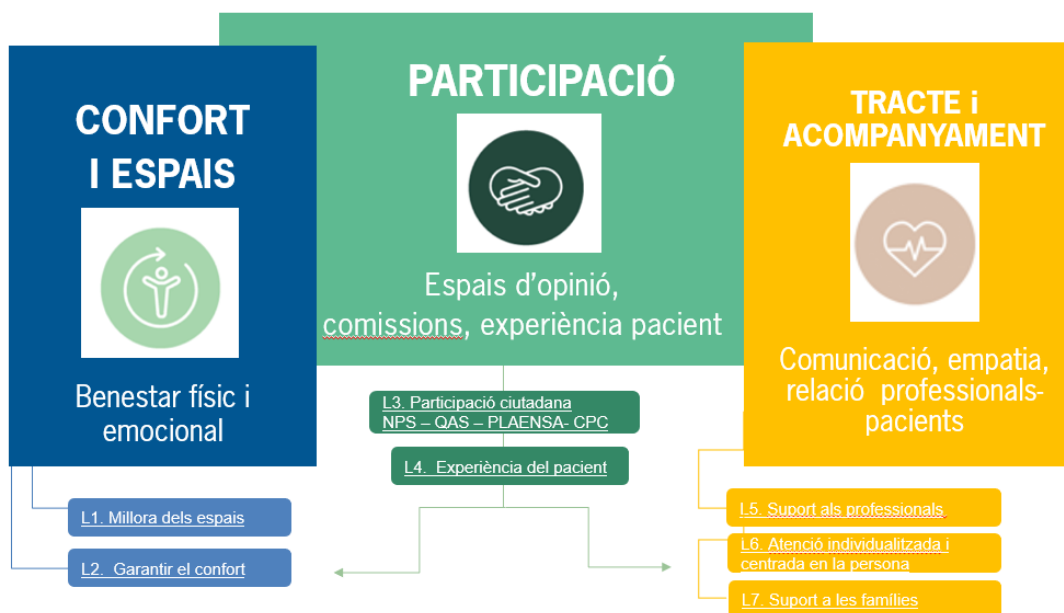 CONFORT
I ESPAIS
Benestar físic i
emocional
L1. Millora dels espais
L2. Garantir el confort
PARTICIPACIÓ
Espais d'opinió,
comissions, experiència pacient
L3. Participació ciutadana
NPS – QAS – PLAENSA- CPC
L4. Experiència del pacient
TRACTE i
ACOMPANYAMENT
Comunicació, empatia,
relació professionals-
pacients
L5. Suport als professionals
L6. Atenció individualitzada i
centrada en la persona
L7. Suport a les famílies